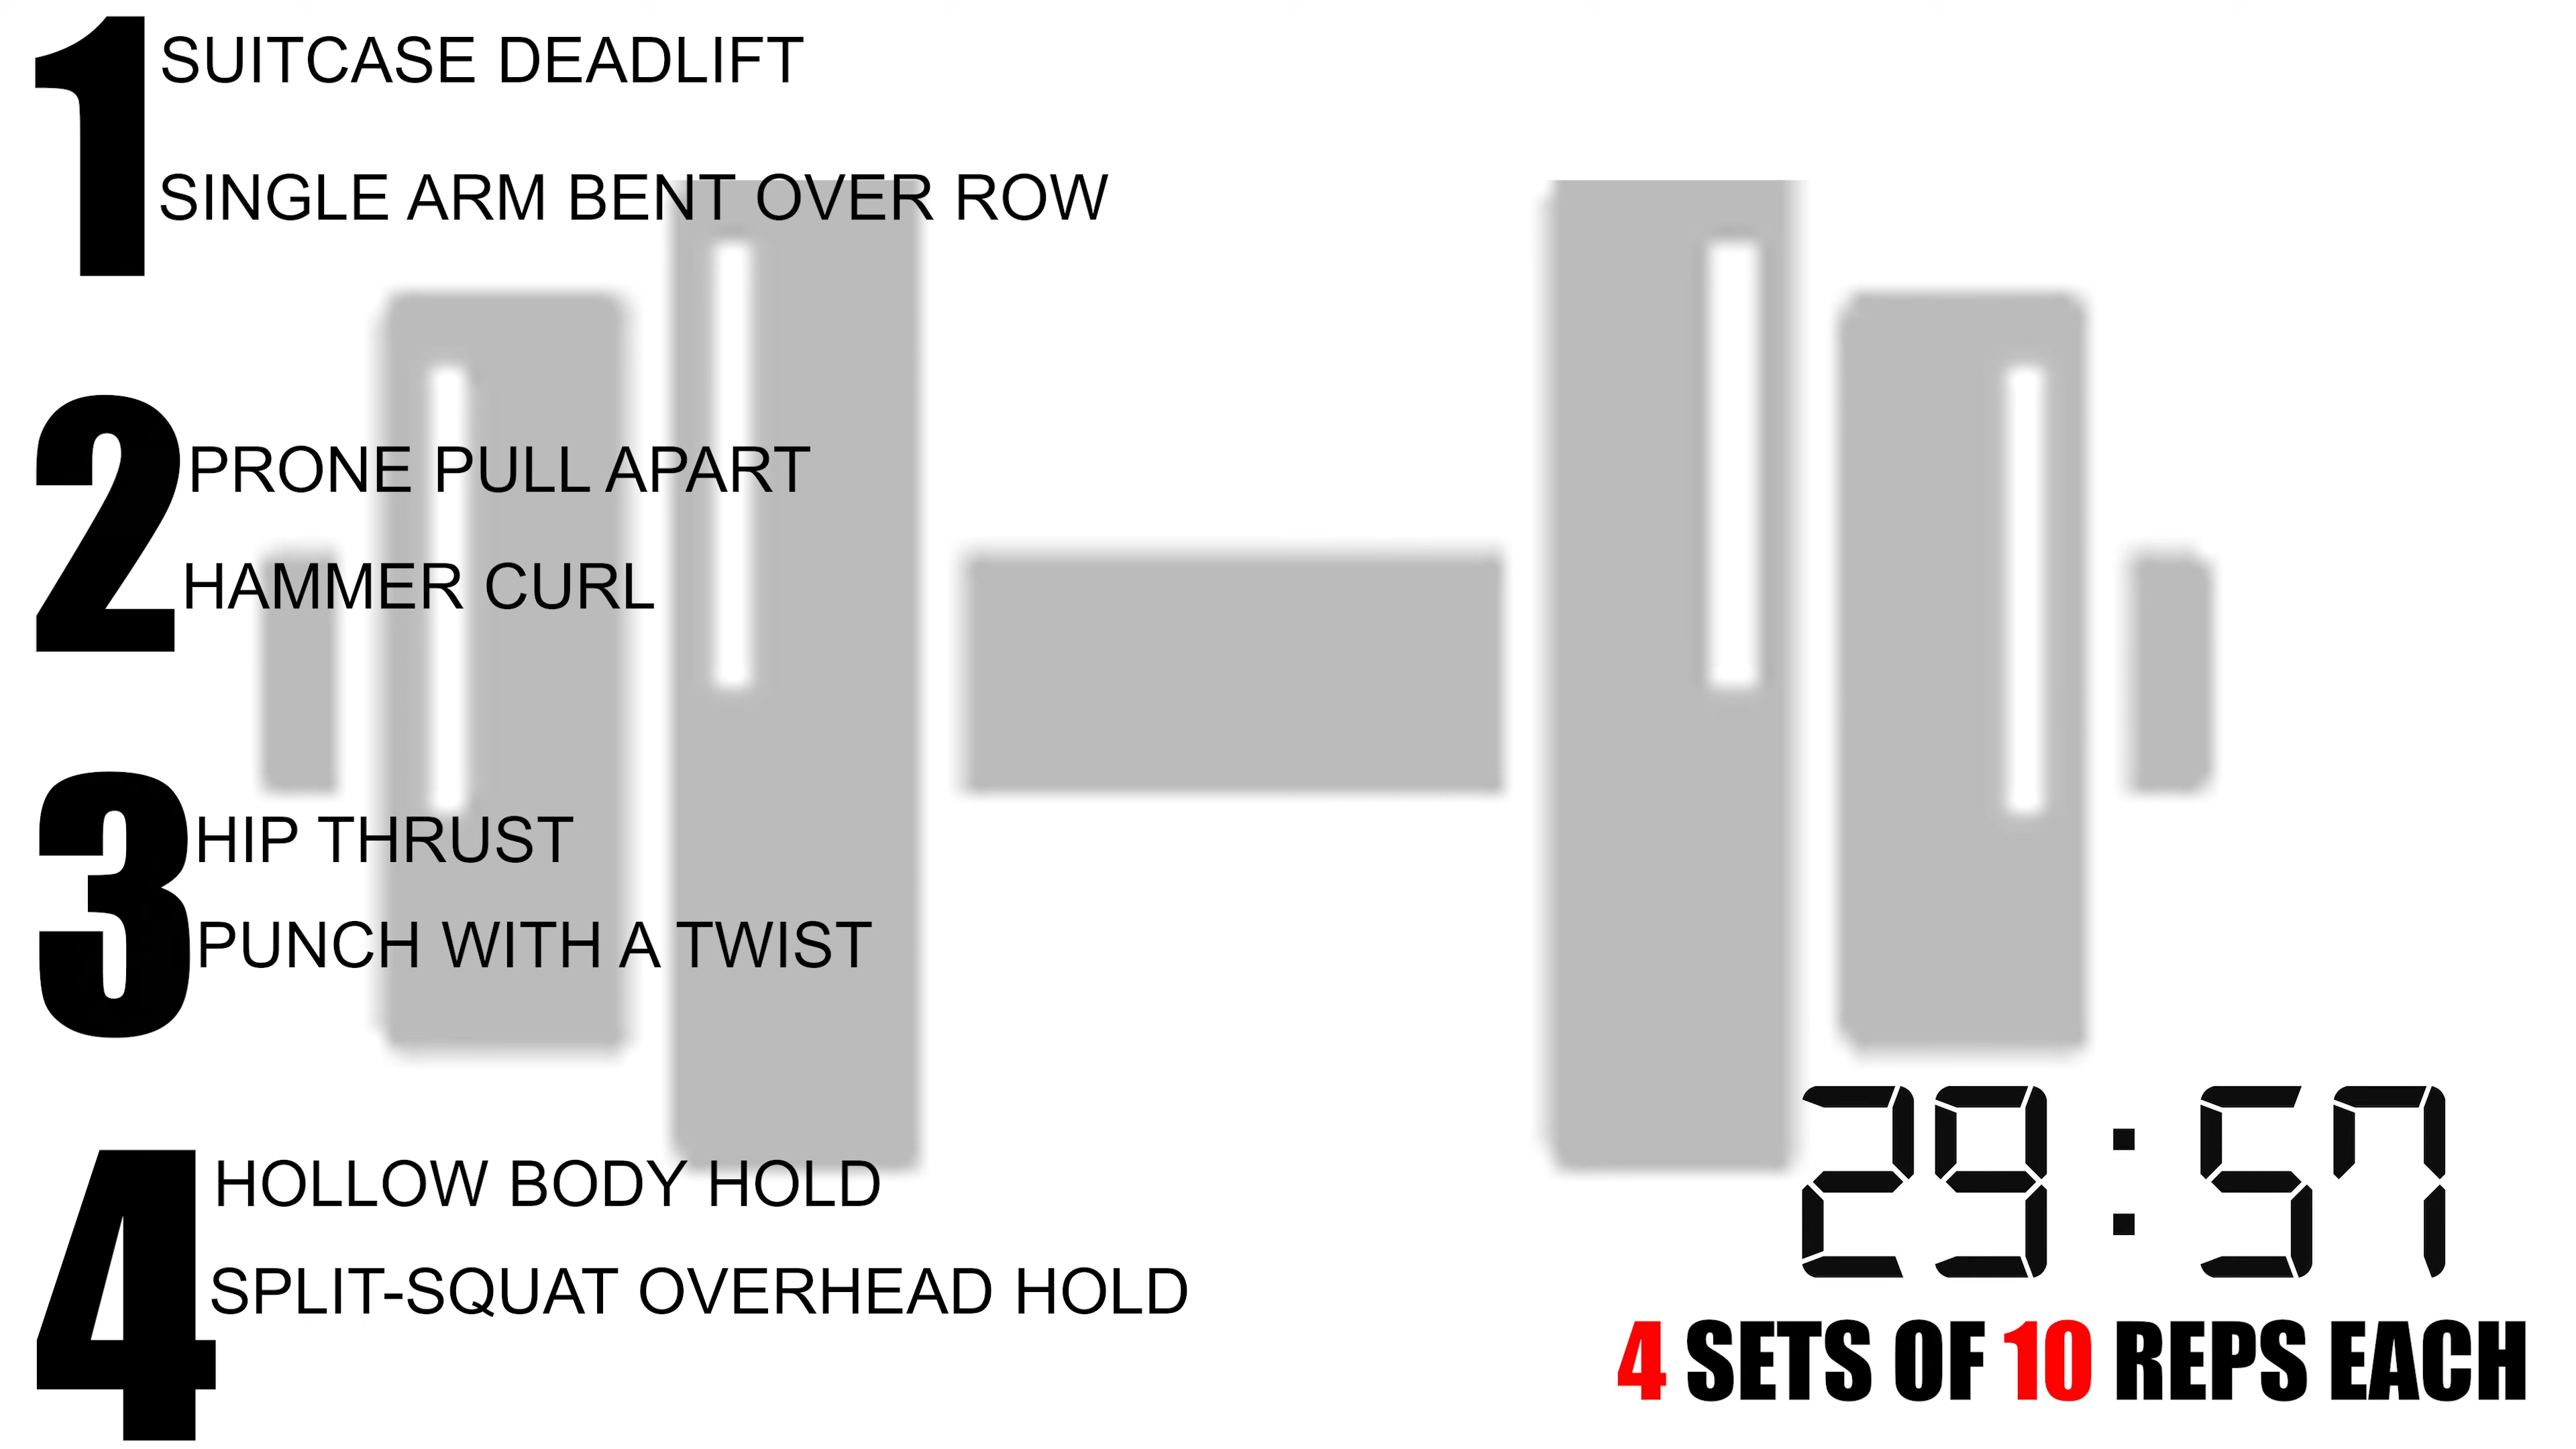 1
SUITCASE DEADLIFT
SINGLE ARM BENT OVER ROW
2
PRONE PULL APART
HAMMER CURL
3
HIP THRUST
PUNCH WITH A TWIST
4
HOLLOW BODY HOLD
SPLIT-SQUAT OVERHEAD HOLD
29:57
4 SETS OF 10 REPS EACH